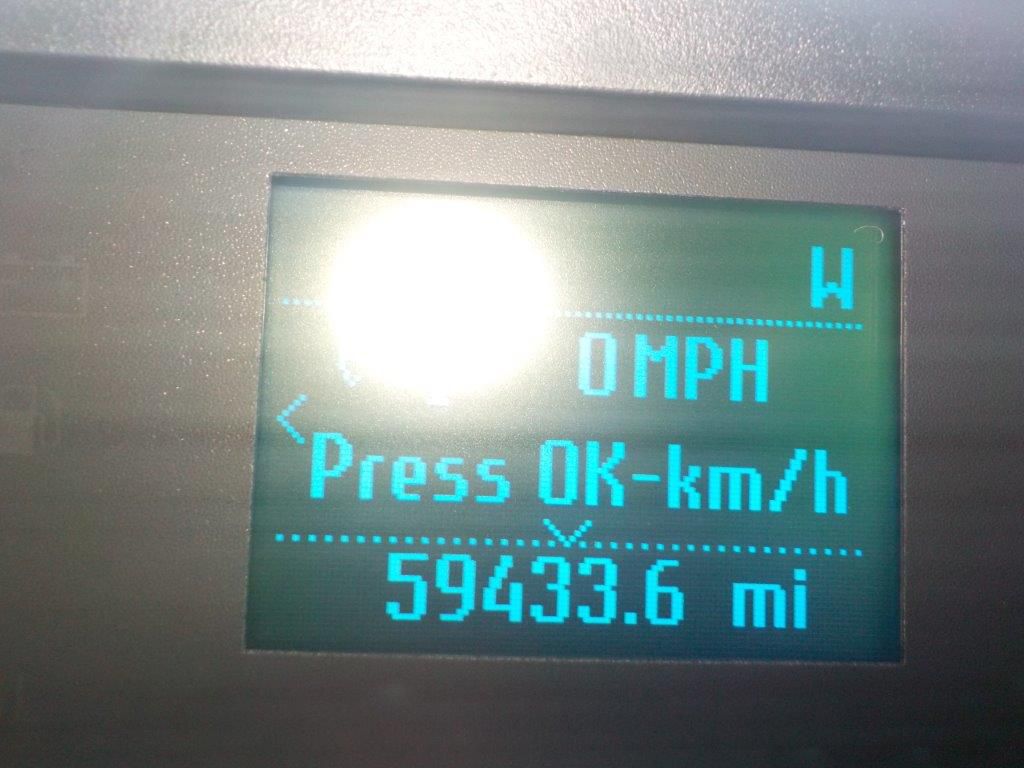 W
0 MPH
Press OK-km/h
59433.6 mi